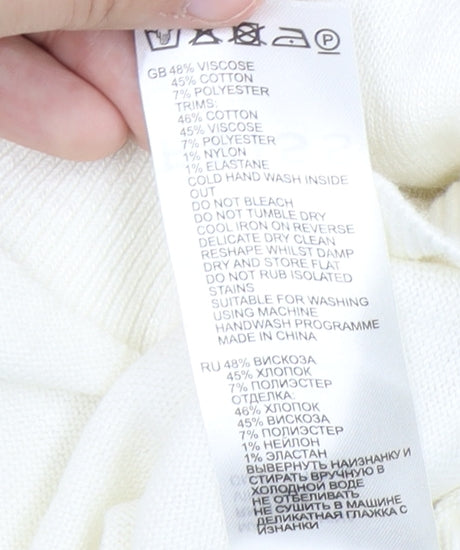 GB 48% VISCOSE
45% COTTON
7% POLYESTER
TRIMS:
46% COTTON
45% VISCOSE
7% POLYESTER
1% NYLON
1% ELASTANE
COLD HAND WASH INSIDE
OUT
DO NOT BLEACH
DO NOT TUMBLE DRY
COOL IRON ON REVERSE
DELICATE DRY CLEAN
RESHAPE WHILST DAMP
DRY AND STORE FLAT
DO NOT RUB ISOLATED
STAINS
SUITABLE FOR WASHING
USING MACHINE
HANDWASH PROGRAMME
MADE IN CHINA
RU 48% ВИСКОЗА
45% ХЛОПОК
7% ПОЛИЭСТЕР
ОТДЕЛКА:
46% ХЛОПОК
45% ВИСКОЗА
7% ПОЛИЭСТЕР
1% НЕЙЛОН
1% ЭЛАСТАН
ВЫВЕРНУТЬ НАИЗНАНКУ И
СТИРАТЬ ВРУЧНУЮ В
ХОЛОДНОЙ ВОДЕ
НЕ ОТБЕЛИВАТЬ
НЕ СУШИТЬ В МАШИНЕ
ДЕЛИКАТНАЯ ГЛАЖКА С
ИЗНАНКИ